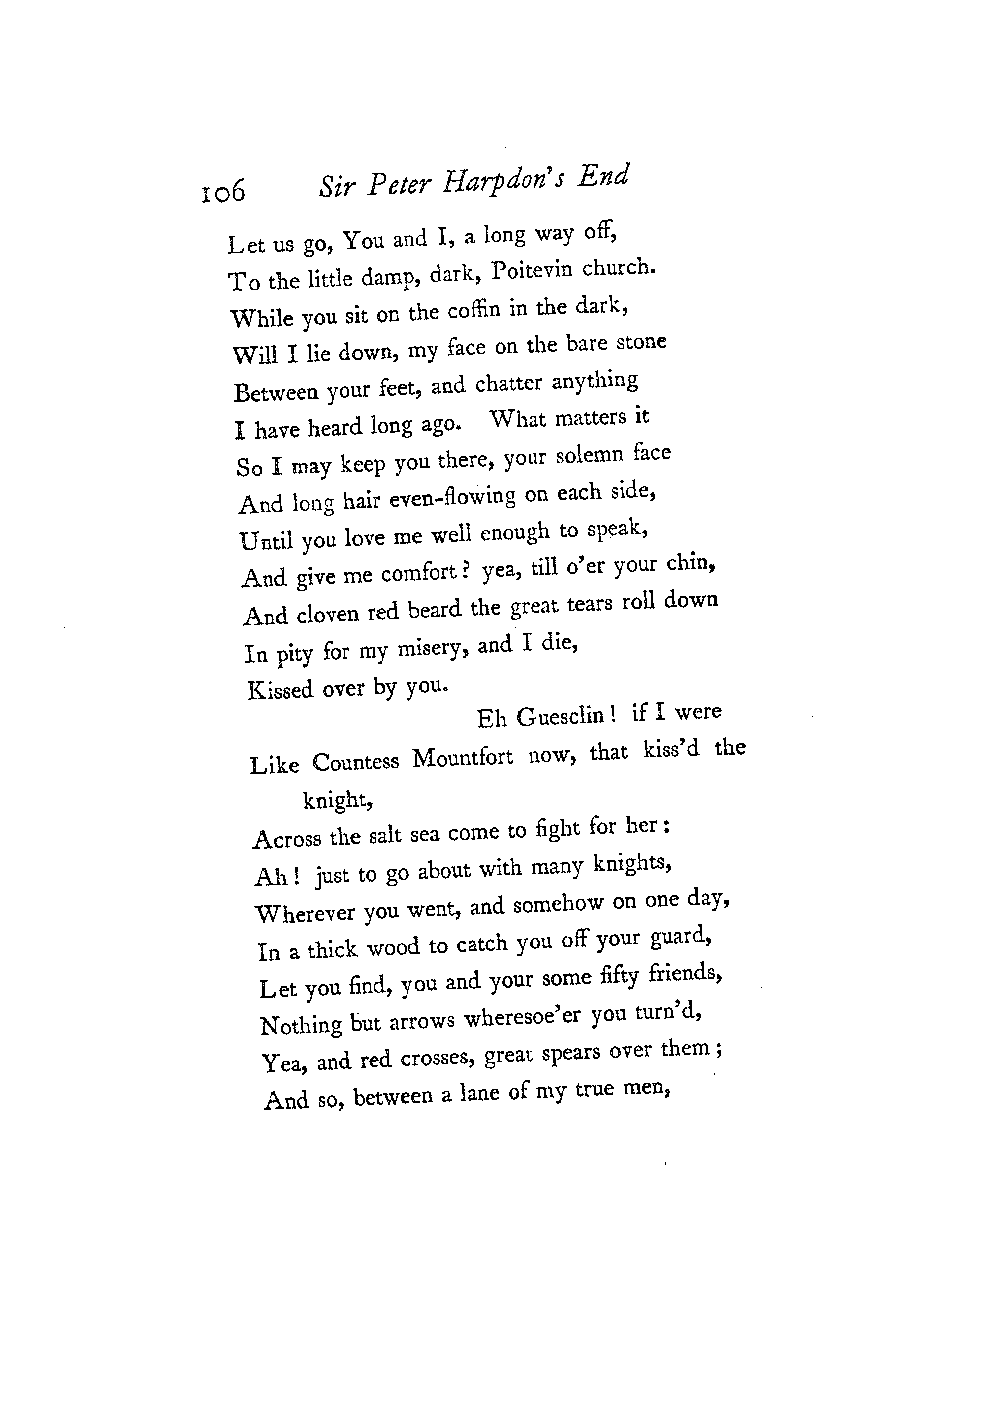 106 Sir Peter Harpdon's End
Let us go, You and I, a long way off,
To the little damp, dark, Poitevin church.
While you sit on the coffin in the dark,
Will I lie down, my face on the bare stone
Between your feet, and chatter anything
I have heard long ago. What matters it
So I may keep you there, your solemn face
And long hair even-flowing on each side,
Until you love me well enough to speak,
And give me comfort? yea, till o'er your chin,
And cloven red beard the great tears roll down
In pity for my misery, and I die,
Kissed over by you.
Eh Guesclin! if I were
Like Countess Mountfort now, that kiss'd the
knight,
Across the salt sea come to fight for her:
Ah! just to go about with many knights,
Wherever you went, and somehow on one day,
In a thick wood to catch you off your guard,
Let you find, you and your some fifty friends,
Nothing but arrows wheresoe'er you turn'd,
Yea, and red crosses, great spears over them;
And so, between a lane of my true men,